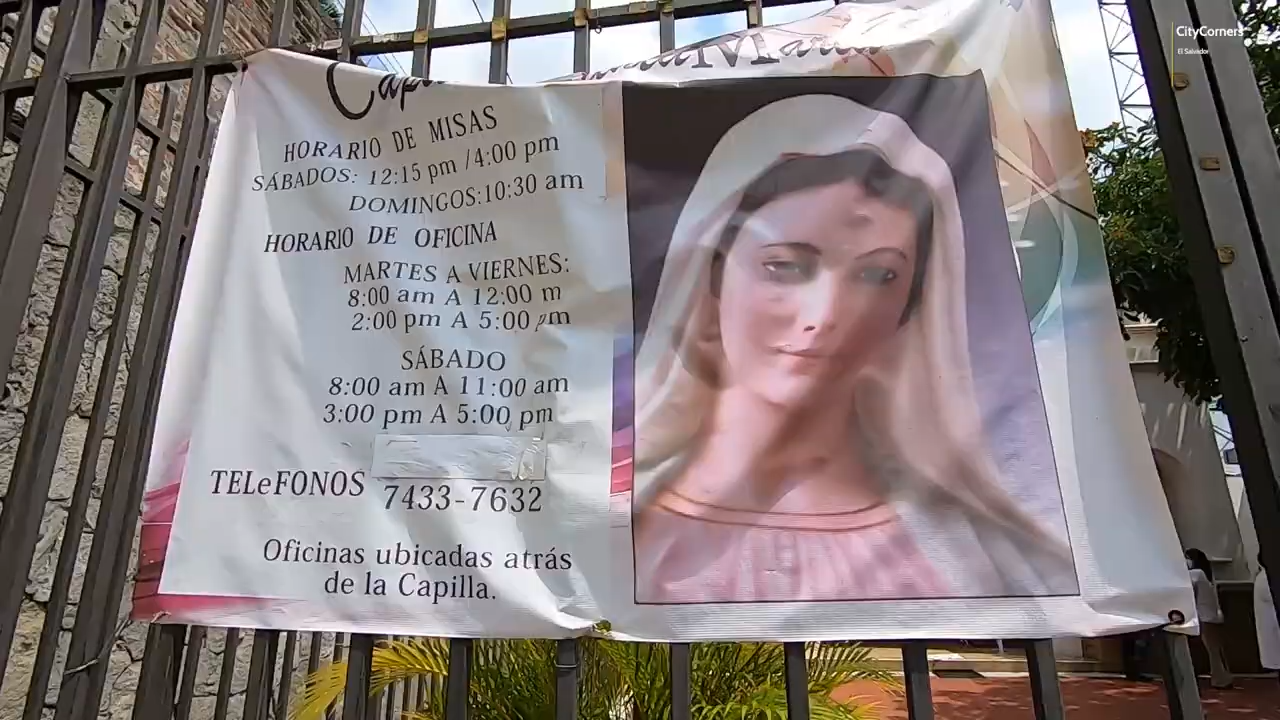 CityCorners
El Salvador
María
HORARIO DE MISAS
SÁBADOS: 12:15 pm /4:00 pm
DOMINGOS:10:30 am
HORARIO DE OFICINA
MARTES A VIERNES:
8:00 am A 12:00 m
2:00 pm A 5:00 pm
SÁBADO
8:00 am A 11:00 am
3:00 pm A 5:00 pm
TELeFONOS
7433-7632
Oficinas ubicadas atrás
de la Capilla.